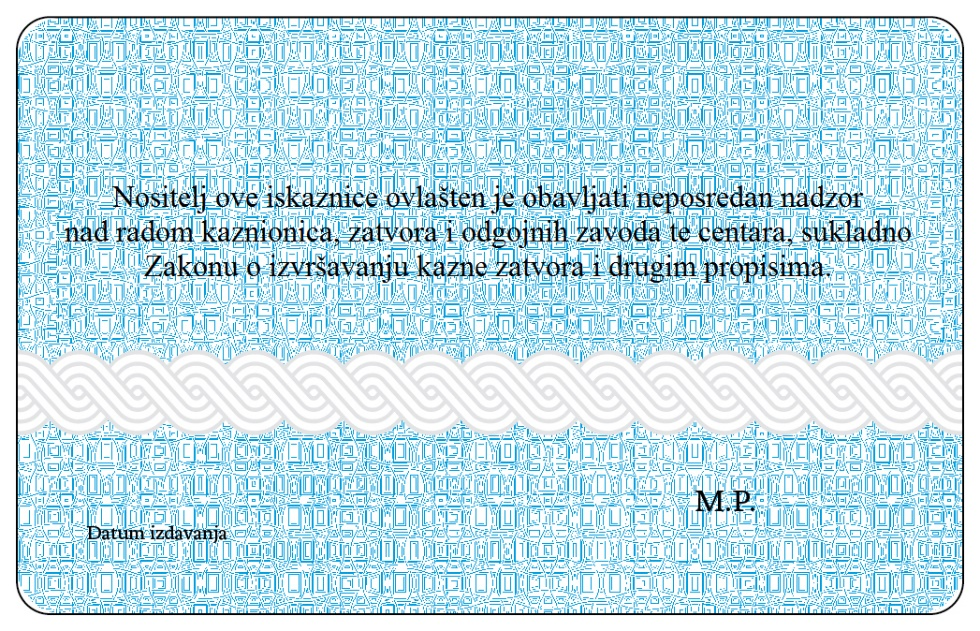 Nositelj ove iskaznice ovlašten je obavljati neposredan nadzor
nad radom kaznionica, zatvora i odgojnih zavoda te centara, sukladno
Zakonu o izvršavanju kazne zatvora i drugim propisima.
M.P.
Datum izdavanja